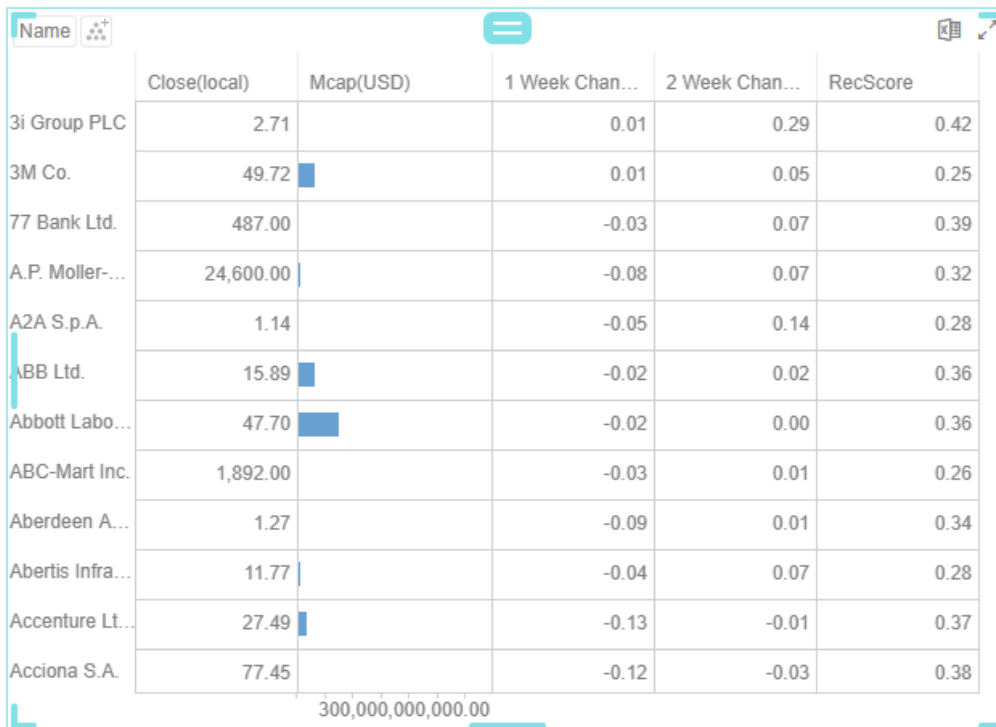 Name
Close(local) Mcap(USD) 1 Week Chan... 2 Week Chan... RecScore
3i Group PLC 2.71 0.01 0.29 0.42
3M Co. 49.72 0.01 0.05 0.25
77 Bank Ltd. 487.00 -0.03 0.07 0.39
A.P. Moller-... 24,600.00 -0.08 0.07 0.32
A2A S.p.A. 1.14 -0.05 0.14 0.28
ABB Ltd. 15.89 -0.02 0.02 0.36
Abbott Labo... 47.70 -0.02 0.00 0.36
ABC-Mart Inc. 1,892.00 -0.03 0.01 0.26
Aberdeen A... 1.27 -0.09 0.01 0.34
Abertis Infra... 11.77 -0.04 0.07 0.28
Accenture Lt... 27.49 -0.13 -0.01 0.37
Acciona S.A. 77.45 -0.12 -0.03 0.38
300,000,000,000.00